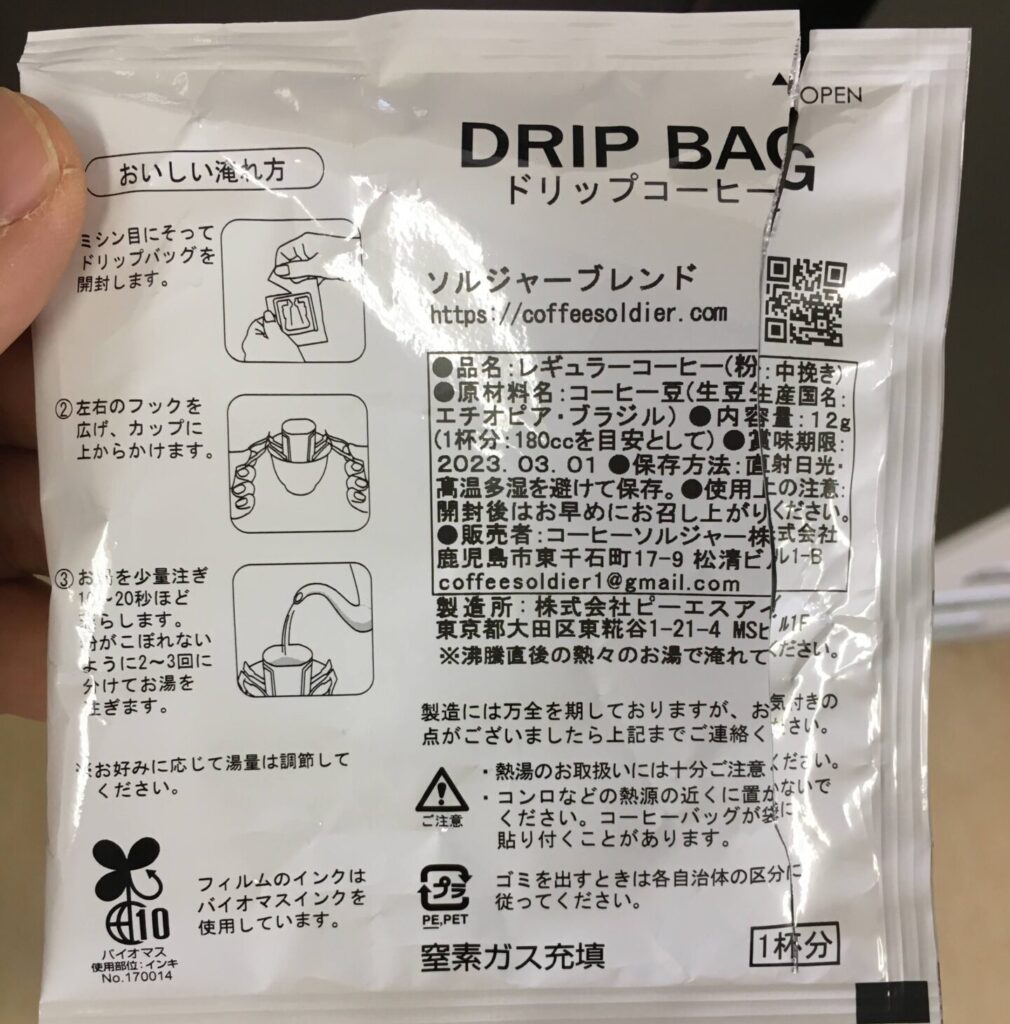 OPEN
DRIP BAG
ドリップコーヒー
おいしい淹れ方
ミシン目にそって
ドリップバッグを
開封します。
②左右のフックを
広げ、カップに
上からかけます。
③お湯を少量注ぎ
10～20秒ほど
蒸らします。
粉がこぼれない
ように2～3回に
分けてお湯を
注ぎます。
※お好みに応じて湯量は調節して
ください。
ソルジャーブレンド
https://coffeesoldier.com
●品名:レギュラーコーヒー(粉:中挽き)
●原材料名:コーヒー豆(生豆生産国名:
エチオピア・ブラジル) ●内容量:12g
(1杯分:180ccを目安として) ●賞味期限:
2023. 03. 01 ●保存方法:直射日光・
高温多湿を避けて保存。●使用上の注意:
開封後はお早めにお召し上がりください。
●販売者:コーヒーソルジャー株式会社
鹿児島市東千石町17-9 松清ビル1-B
coffeesoldier1@gmail.com
製造所:株式会社ピーエスアイ
東京都大田区東糀谷1-21-4 MSビル1F
※沸騰直後の熱々のお湯で淹れてください。
製造には万全を期しておりますが、お気付きの
点がございましたら上記までご連絡ください。
ご注意
・熱湯のお取扱いには十分ご注意ください。
・コンロなどの熱源の近くに置かないで
ください。コーヒーバッグが袋に
貼り付くことがあります。
プラ
PE,PET
ゴミを出すときは各自治体の区分に
従ってください。
窒素ガス充填
1杯分
10
バイオマス
使用部位:インキ
No.170014
フィルムのインクは
バイオマスインクを
使用しています。